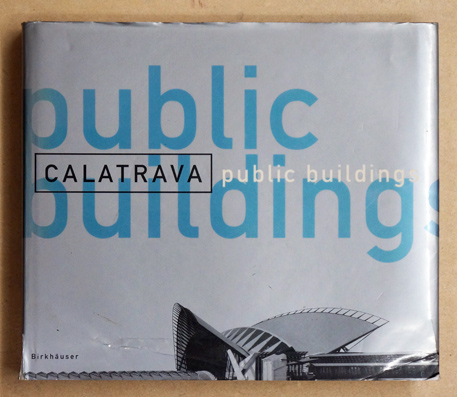 public
CALATRAVA public buildings
buildings
Birkhäuser